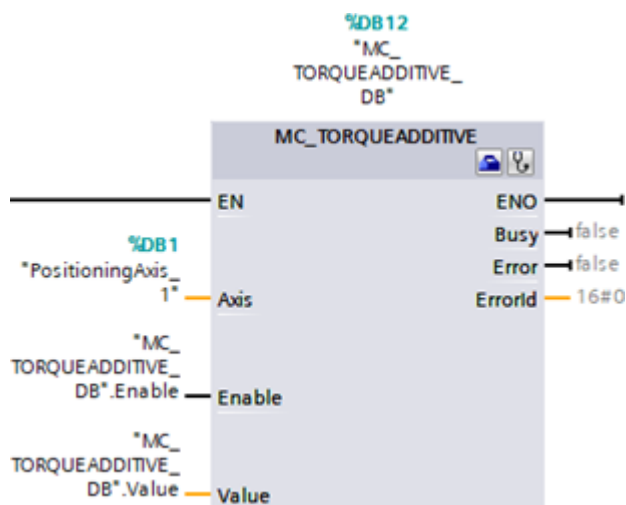 %DB12
"MC_
TORQUEADDITIVE_
DB"
MC_TORQUEADDITIVE
EN
ENO
Busy
false
%DB1
Error
false
"PositioningAxis_
1"
Axis
ErrorId
16#0
"MC_
TORQUEADDITIVE_
DB".Enable
Enable
"MC_
TORQUEADDITIVE_
DB".Value
Value